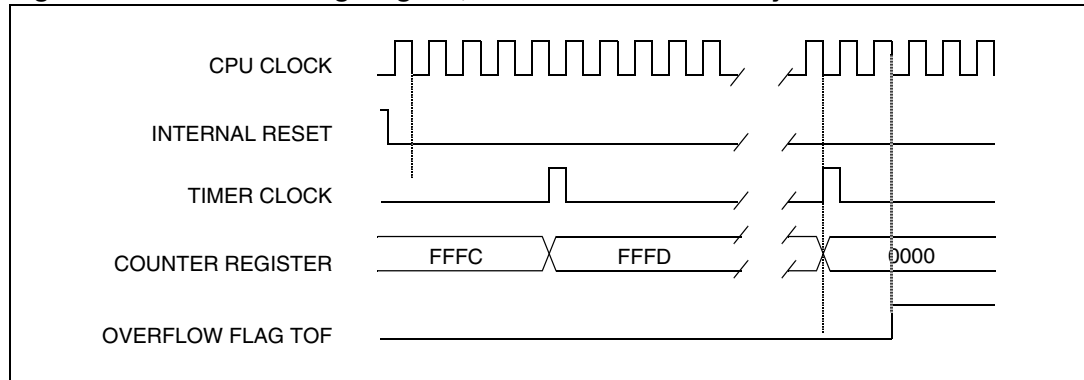 CPU CLOCK
INTERNAL RESET
TIMER CLOCK
FFFC FFFD 0000
COUNTER REGISTER
OVERFLOW FLAG TOF